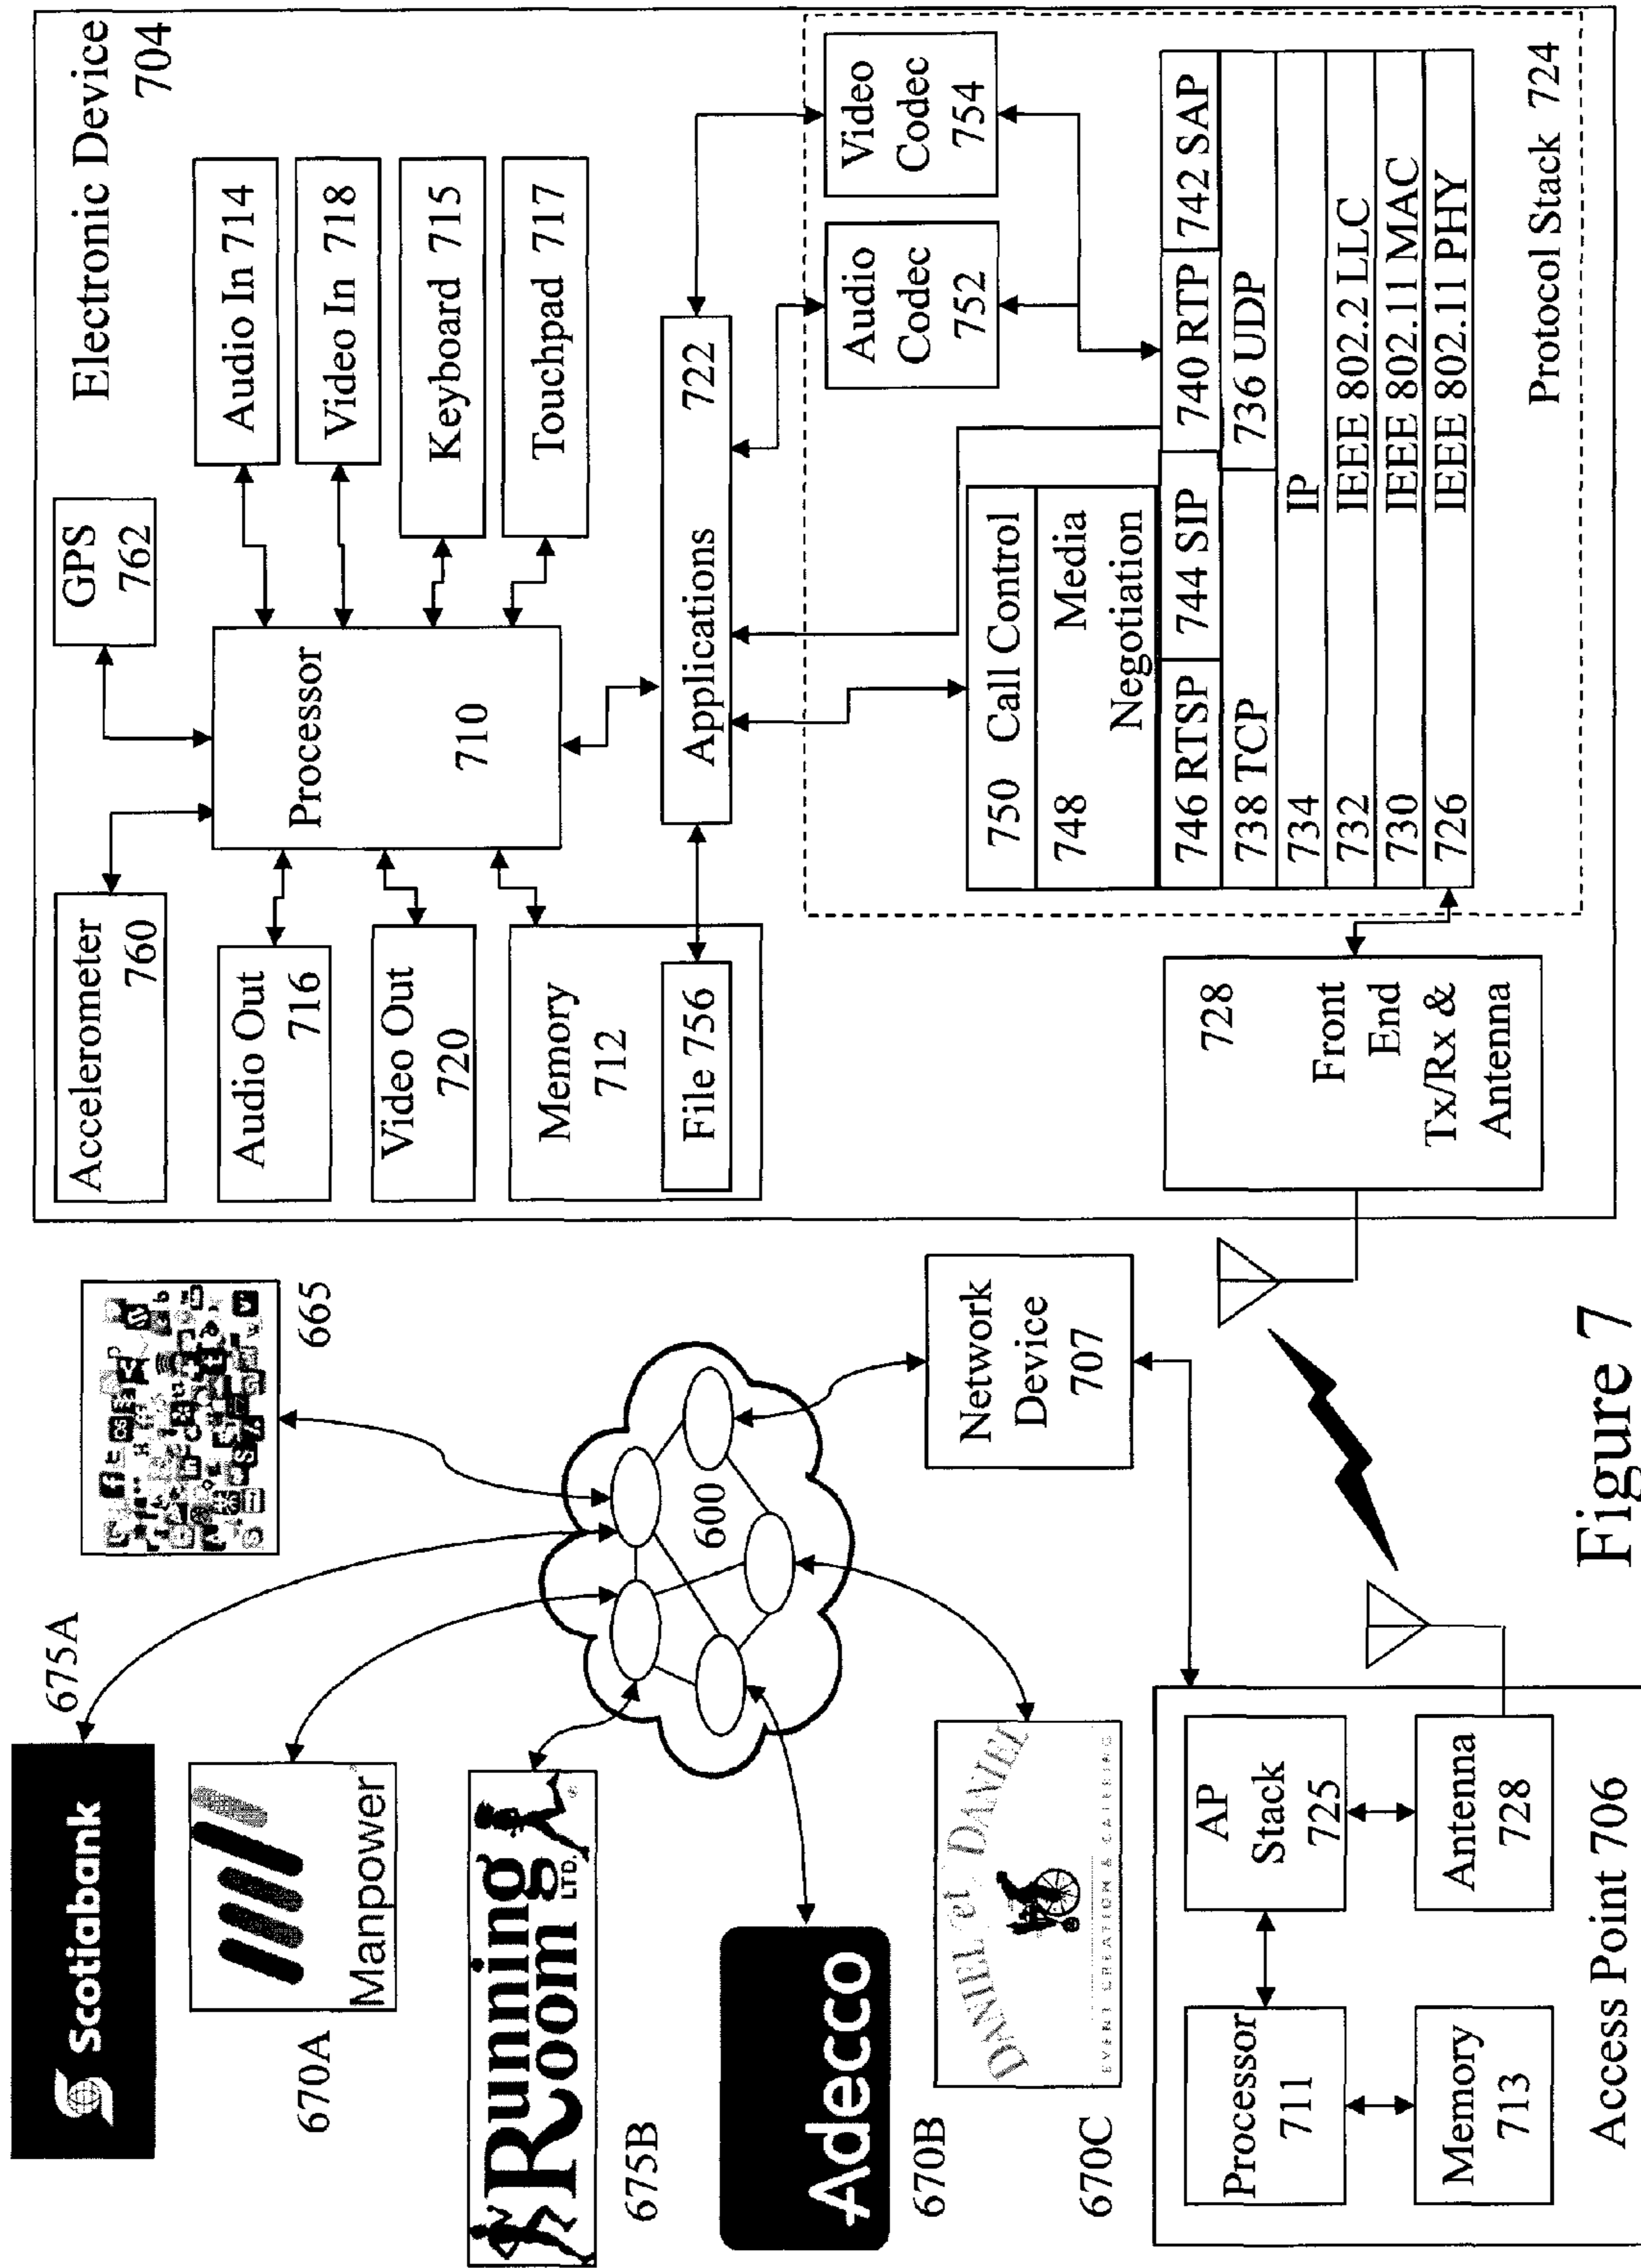 Scotiabank
675A
Manpower
670A
Running
Room
LTD.
®
675B
Adecco
670B
DANIEL et DANIEL
EVENT CREATION & CATERING
670C
665
600
Network
Device
707
Access Point 706
Processor
711
Memory
713
AP
Stack
725
Antenna
728
Electronic Device
704
Accelerometer
760
GPS
762
Audio Out
716
Video Out
720
Memory
712
File 756
Processor
710
Audio In 714
Video In 718
Keyboard 715
Touchpad 717
Applications 722
Audio
Codec
752
Video
Codec
754
750 Call Control
748 Media
Negotiation
746 RTSP 744 SIP 740 RTP 742 SAP
738 TCP 736 UDP
734 IP
732 IEEE 802.2 LLC
730 IEEE 802.11 MAC
726 IEEE 802.11 PHY
Protocol Stack 724
728
Front
End
Tx/Rx &
Antenna
Figure 7